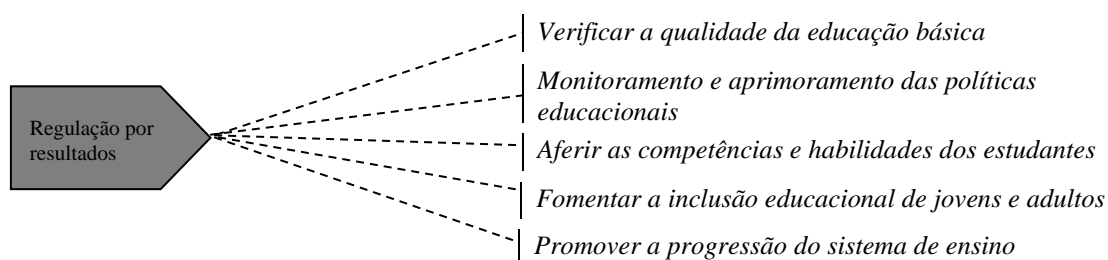 Regulação por
resultados
Verificar a qualidade da educação básica
Monitoramento e aprimoramento das políticas
educacionais
Aferir as competências e habilidades dos estudantes
Fomentar a inclusão educacional de jovens e adultos
Promover a progressão do sistema de ensino